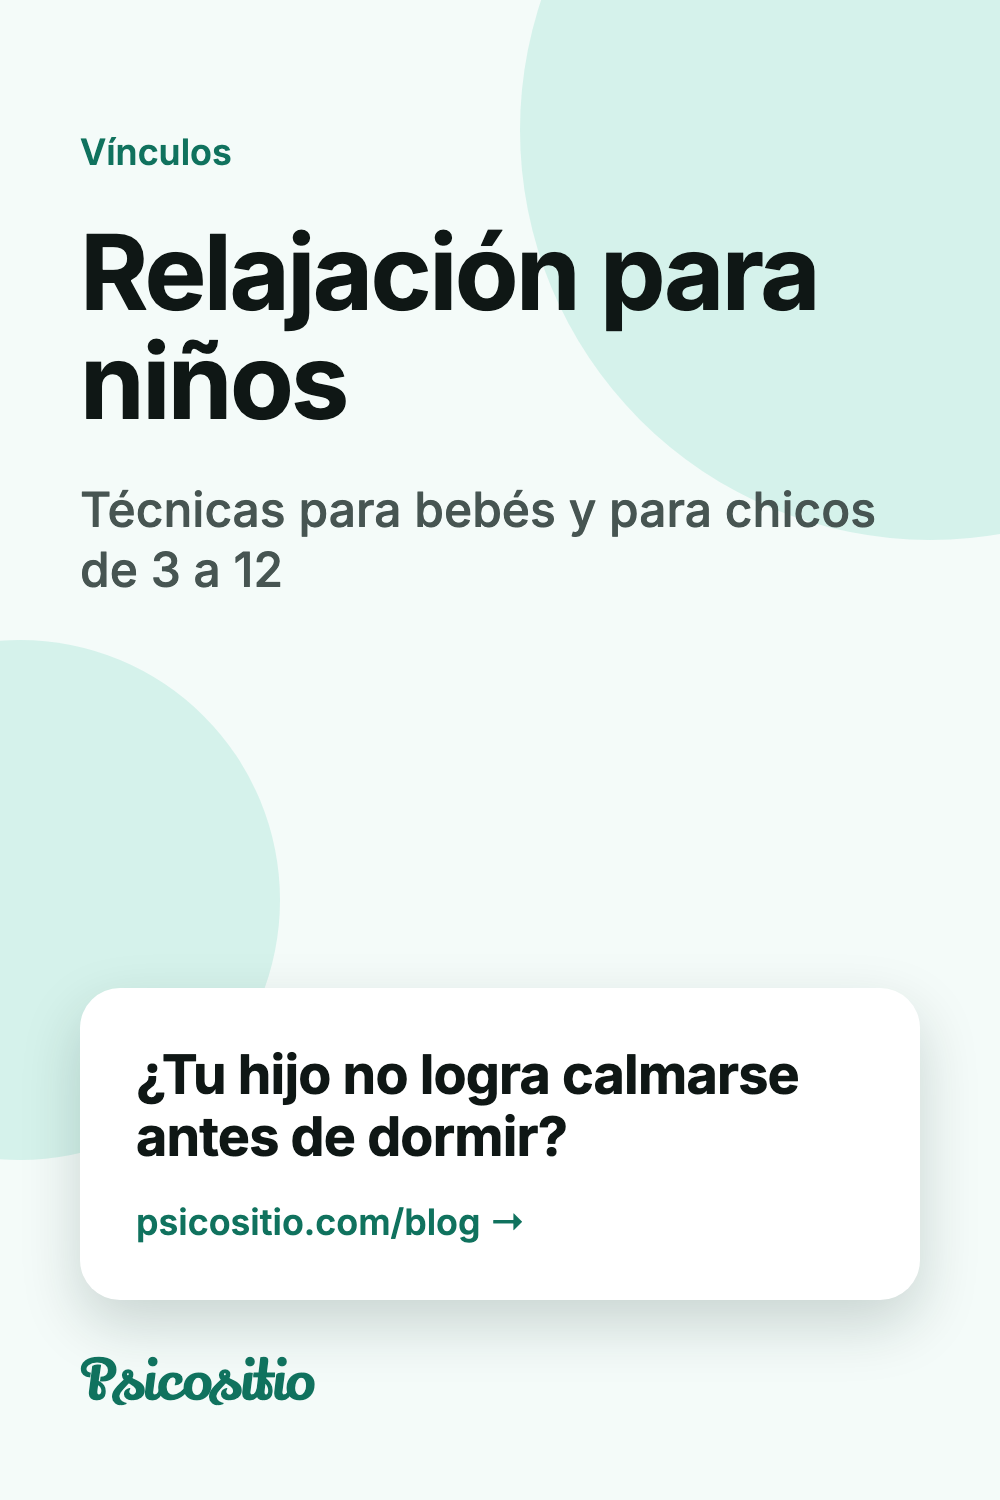 Vínculos
Relajación para
niños
Técnicas para bebés y para chicos
de 3 a 12
¿Tu hijo no logra calmarse
antes de dormir?
psicositio.com/blog →
Psicositio